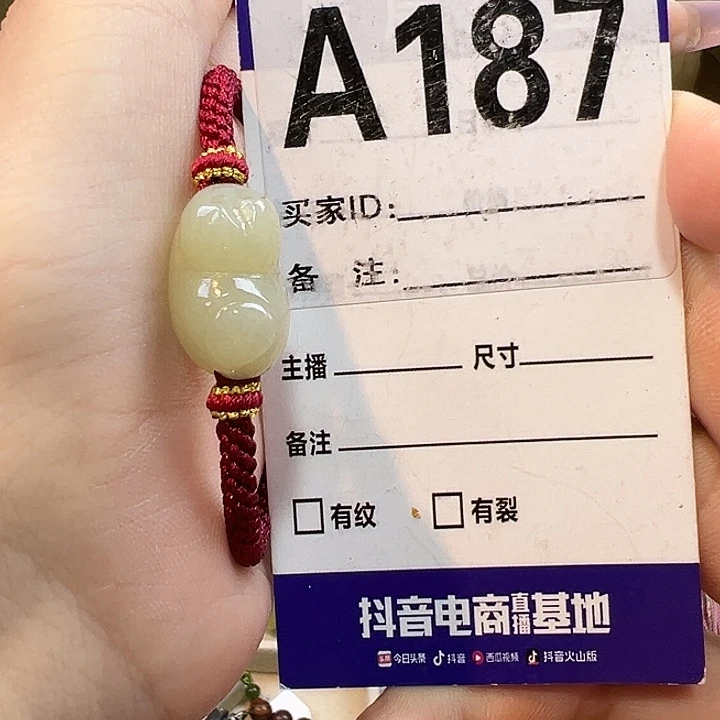 A187
买家ID:
备 注:
主播 尺寸
备注
有纹 有裂
抖音电商直播基地
头条 今日头条 抖音 西瓜视频 抖音火山版